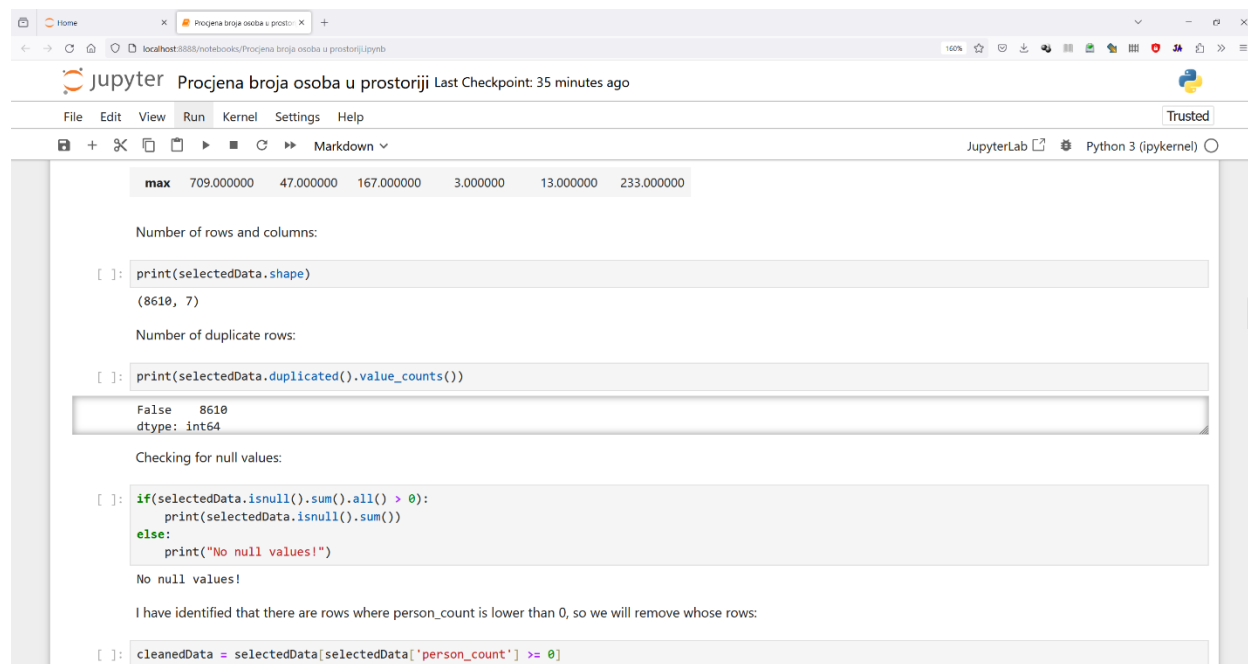 Home
Procjena broja osoba u prostor
localhost:8888/notebooks/Procjena broja osoba u prostoriji.ipynb
160%
jupyter Procjena broja osoba u prostoriji Last Checkpoint: 35 minutes ago
File Edit View Run Kernel Settings Help Trusted
Markdown JupyterLab Python 3 (ipykernel)
max 709.000000 47.000000 167.000000 3.000000 13.000000 233.000000
Number of rows and columns:
[ ]: print(selectedData.shape)
(8610, 7)
Number of duplicate rows:
[ ]: print(selectedData.duplicated().value_counts())
False 8610
dtype: int64
Checking for null values:
[ ]: if(selectedData.isnull().sum().all() > 0):
print(selectedData.isnull().sum())
else:
print("No null values!")
No null values!
I have identified that there are rows where person_count is lower than 0, so we will remove whose rows:
[ ]: cleanedData = selectedData[selectedData['person_count'] >= 0]